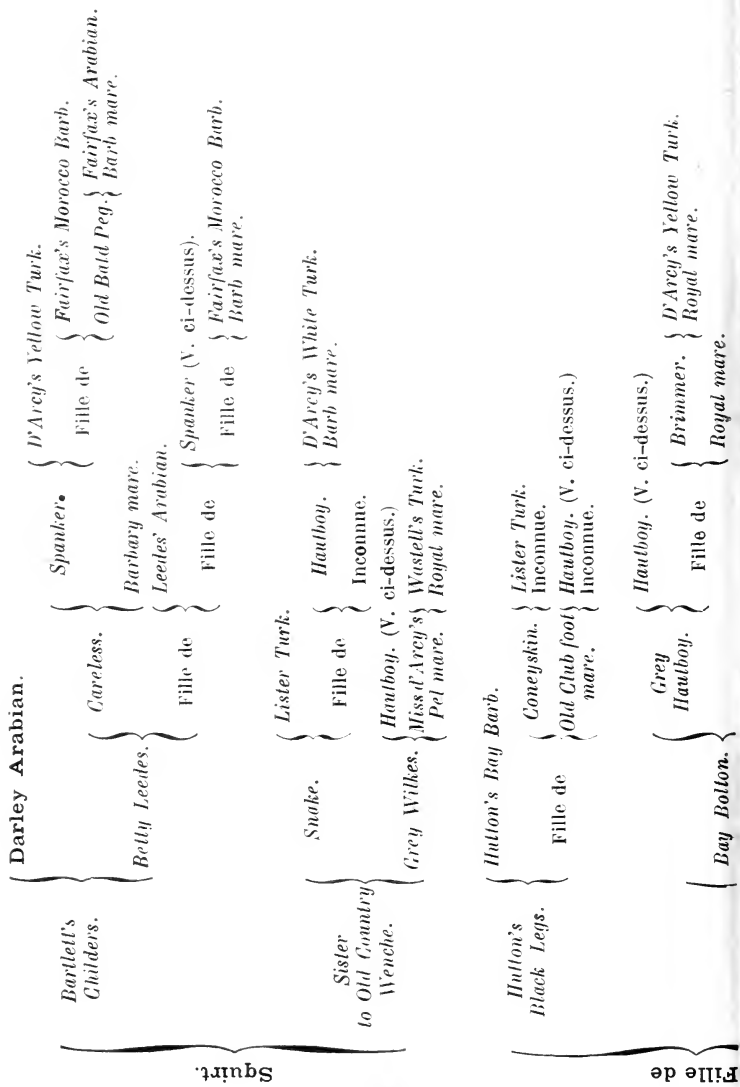 Squirt.
Bartlett's
Childers.
Darley Arabian.
Betty Leedes.
Careless.
Spanker.
D'Arcy's Yellow Turk.
Fille de
Fairfax's Morocco Barb.
Old Bald Peg.
Fairfax's Arabian.
Barb mare.
Barbary mare.
Fille de
Leedes' Arabian.
Fille de
Spanker (V. ci-dessus).
Fille de
Fairfax's Morocco Barb.
Barb mare.
Sister
to Old Country
Wenche.
Snake.
Lister Turk.
Fille de
Hautboy.
D'Arcy's White Turk.
Barb mare.
Inconnue.
Grey Wilkes.
Hautboy. (V. ci-dessus.)
Miss d'Arcy's
Pet mare.
Wastell's Turk.
Royal mare.
Fille de
Hutton's
Black Legs.
Hutton's Bay Barb.
Fille de
Coneyskin.
Lister Turk.
Inconnue.
Old Club foot
mare.
Hautboy. (V. ci-dessus.)
Inconnue.
Bay Bolton.
Grey
Hautboy.
Hautboy. (V. ci-dessus.)
Fille de
Brimmer.
D'Arcy's Yellow Turk.
Royal mare.
Royal mare.